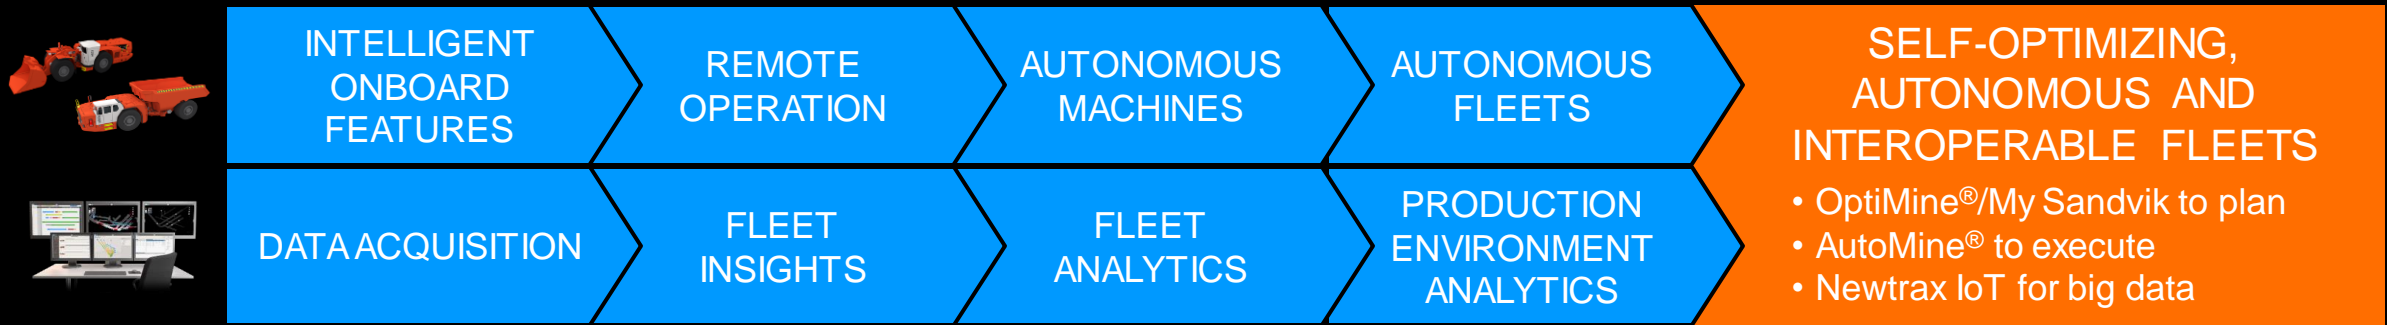 INTELLIGENT
ONBOARD
FEATURES
REMOTE
OPERATION
AUTONOMOUS
MACHINES
AUTONOMOUS
FLEETS
SELF-OPTIMIZING,
AUTONOMOUS AND
INTEROPERABLE FLEETS
DATA ACQUISITION
FLEET
INSIGHTS
FLEET
ANALYTICS
PRODUCTION
ENVIRONMENT
ANALYTICS
• OptiMine®/My Sandvik to plan
• AutoMine® to execute
• Newtrax IoT for big data